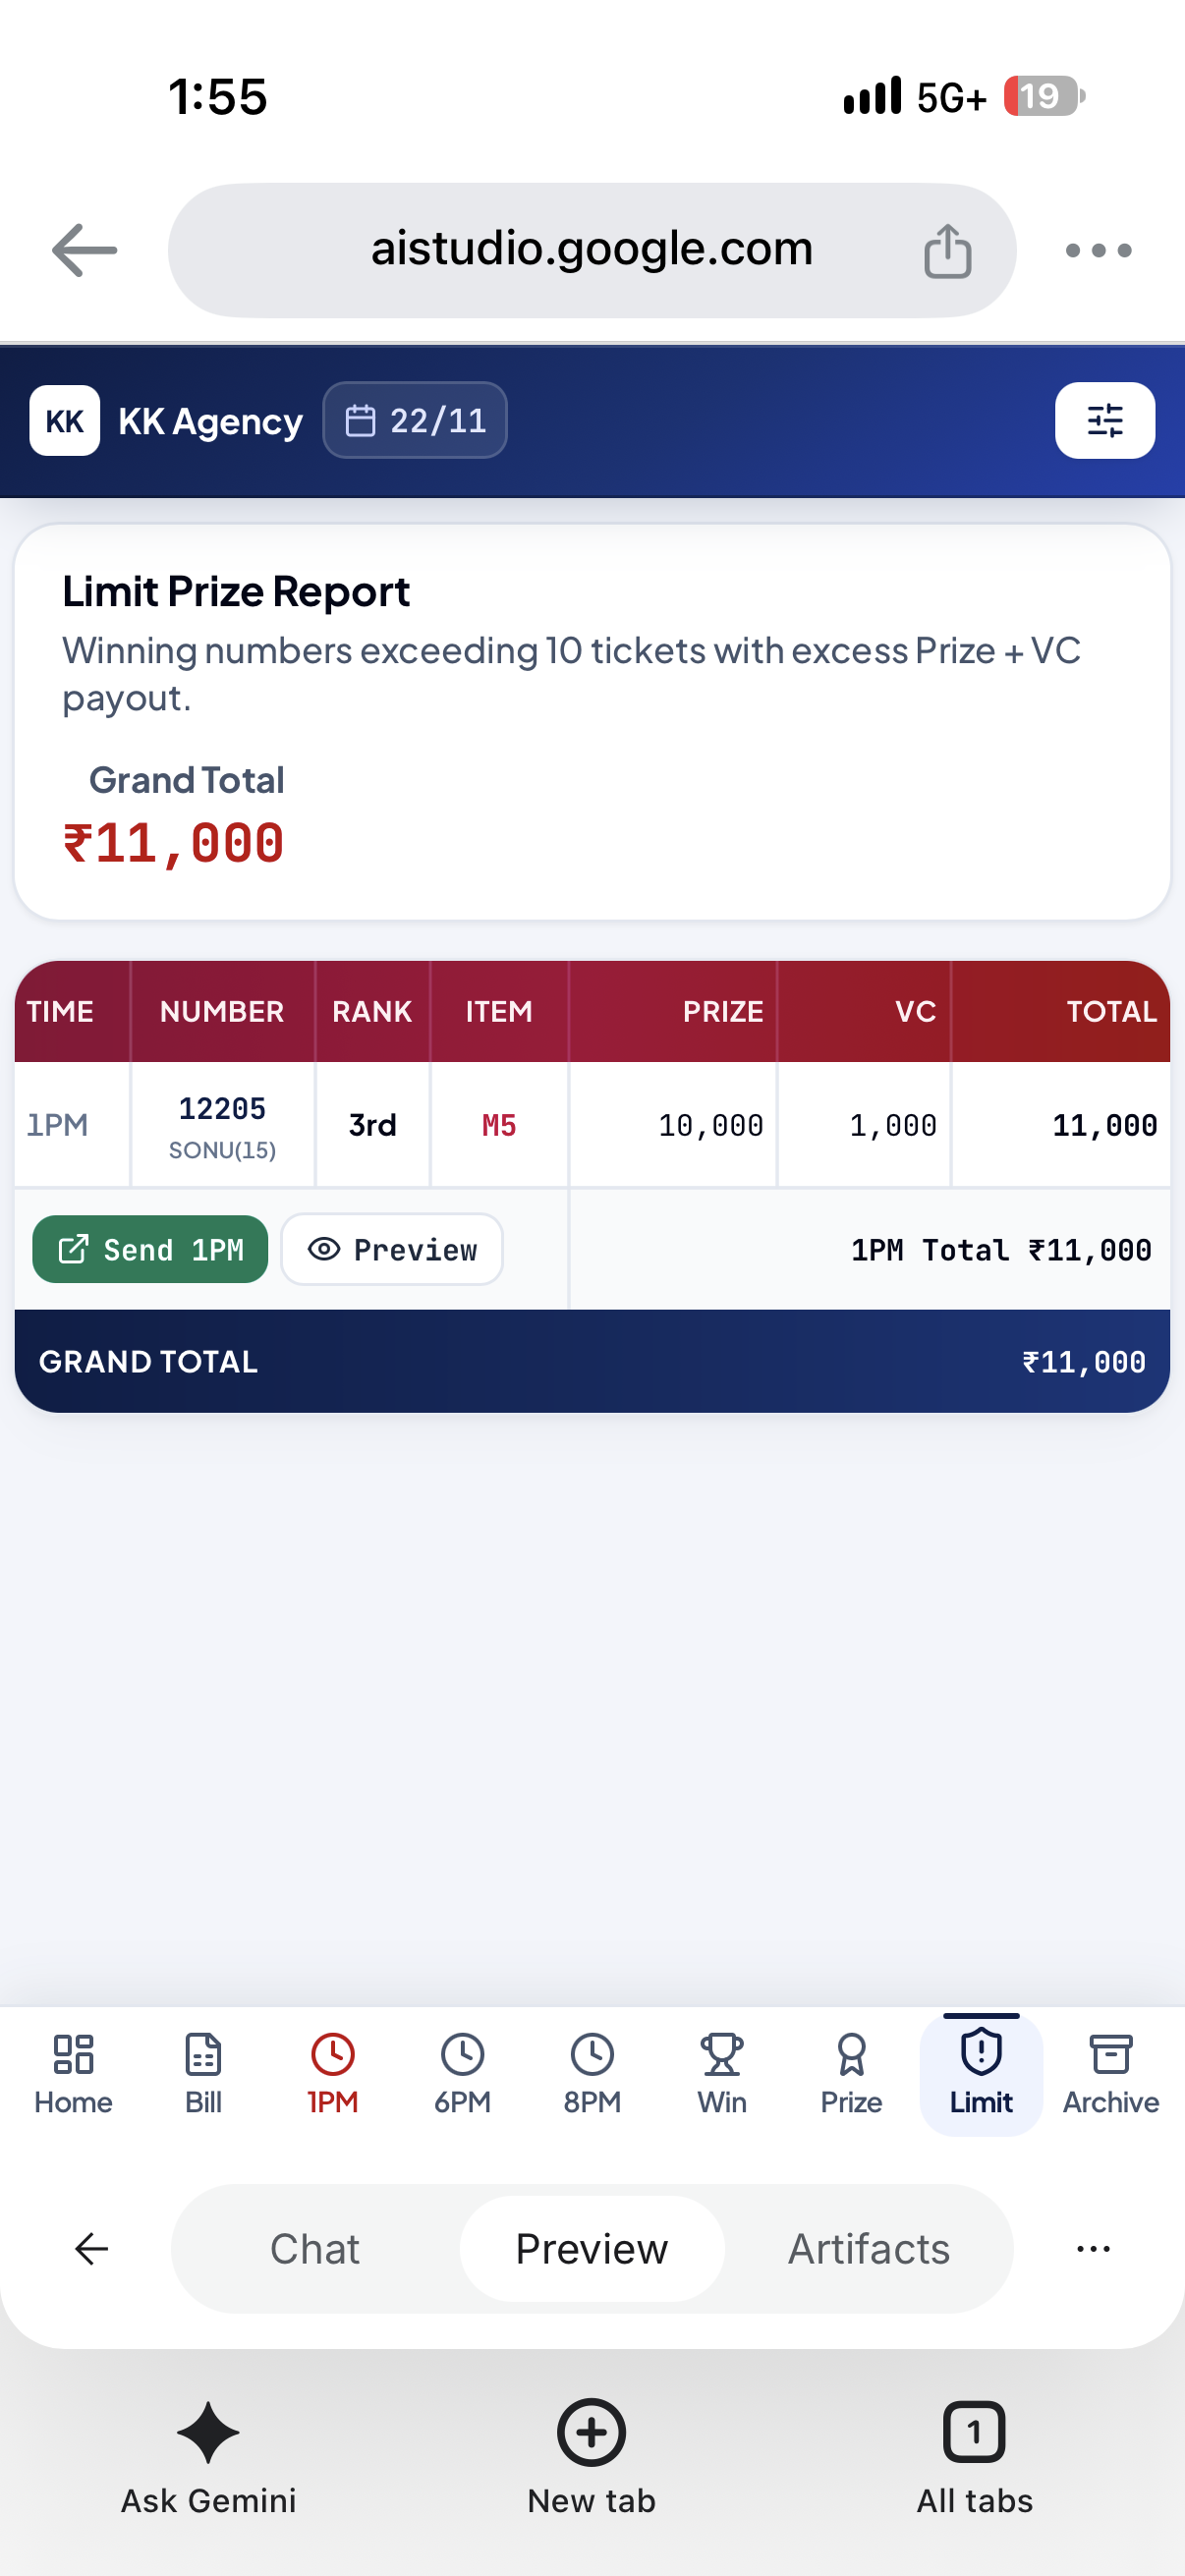 1:55
5G+ 19
aistudio.google.com
KK KK Agency 22/11
Limit Prize Report
Winning numbers exceeding 10 tickets with excess Prize + VC
payout.
Grand Total
₹11,000
TIME NUMBER RANK ITEM PRIZE VC TOTAL
1PM 12205 3rd M5 10,000 1,000 11,000
SONU(15)
Send 1PM Preview 1PM Total ₹11,000
GRAND TOTAL ₹11,000
Home Bill 1PM 6PM 8PM Win Prize Limit Archive
Chat Preview Artifacts
1
Ask Gemini New tab All tabs